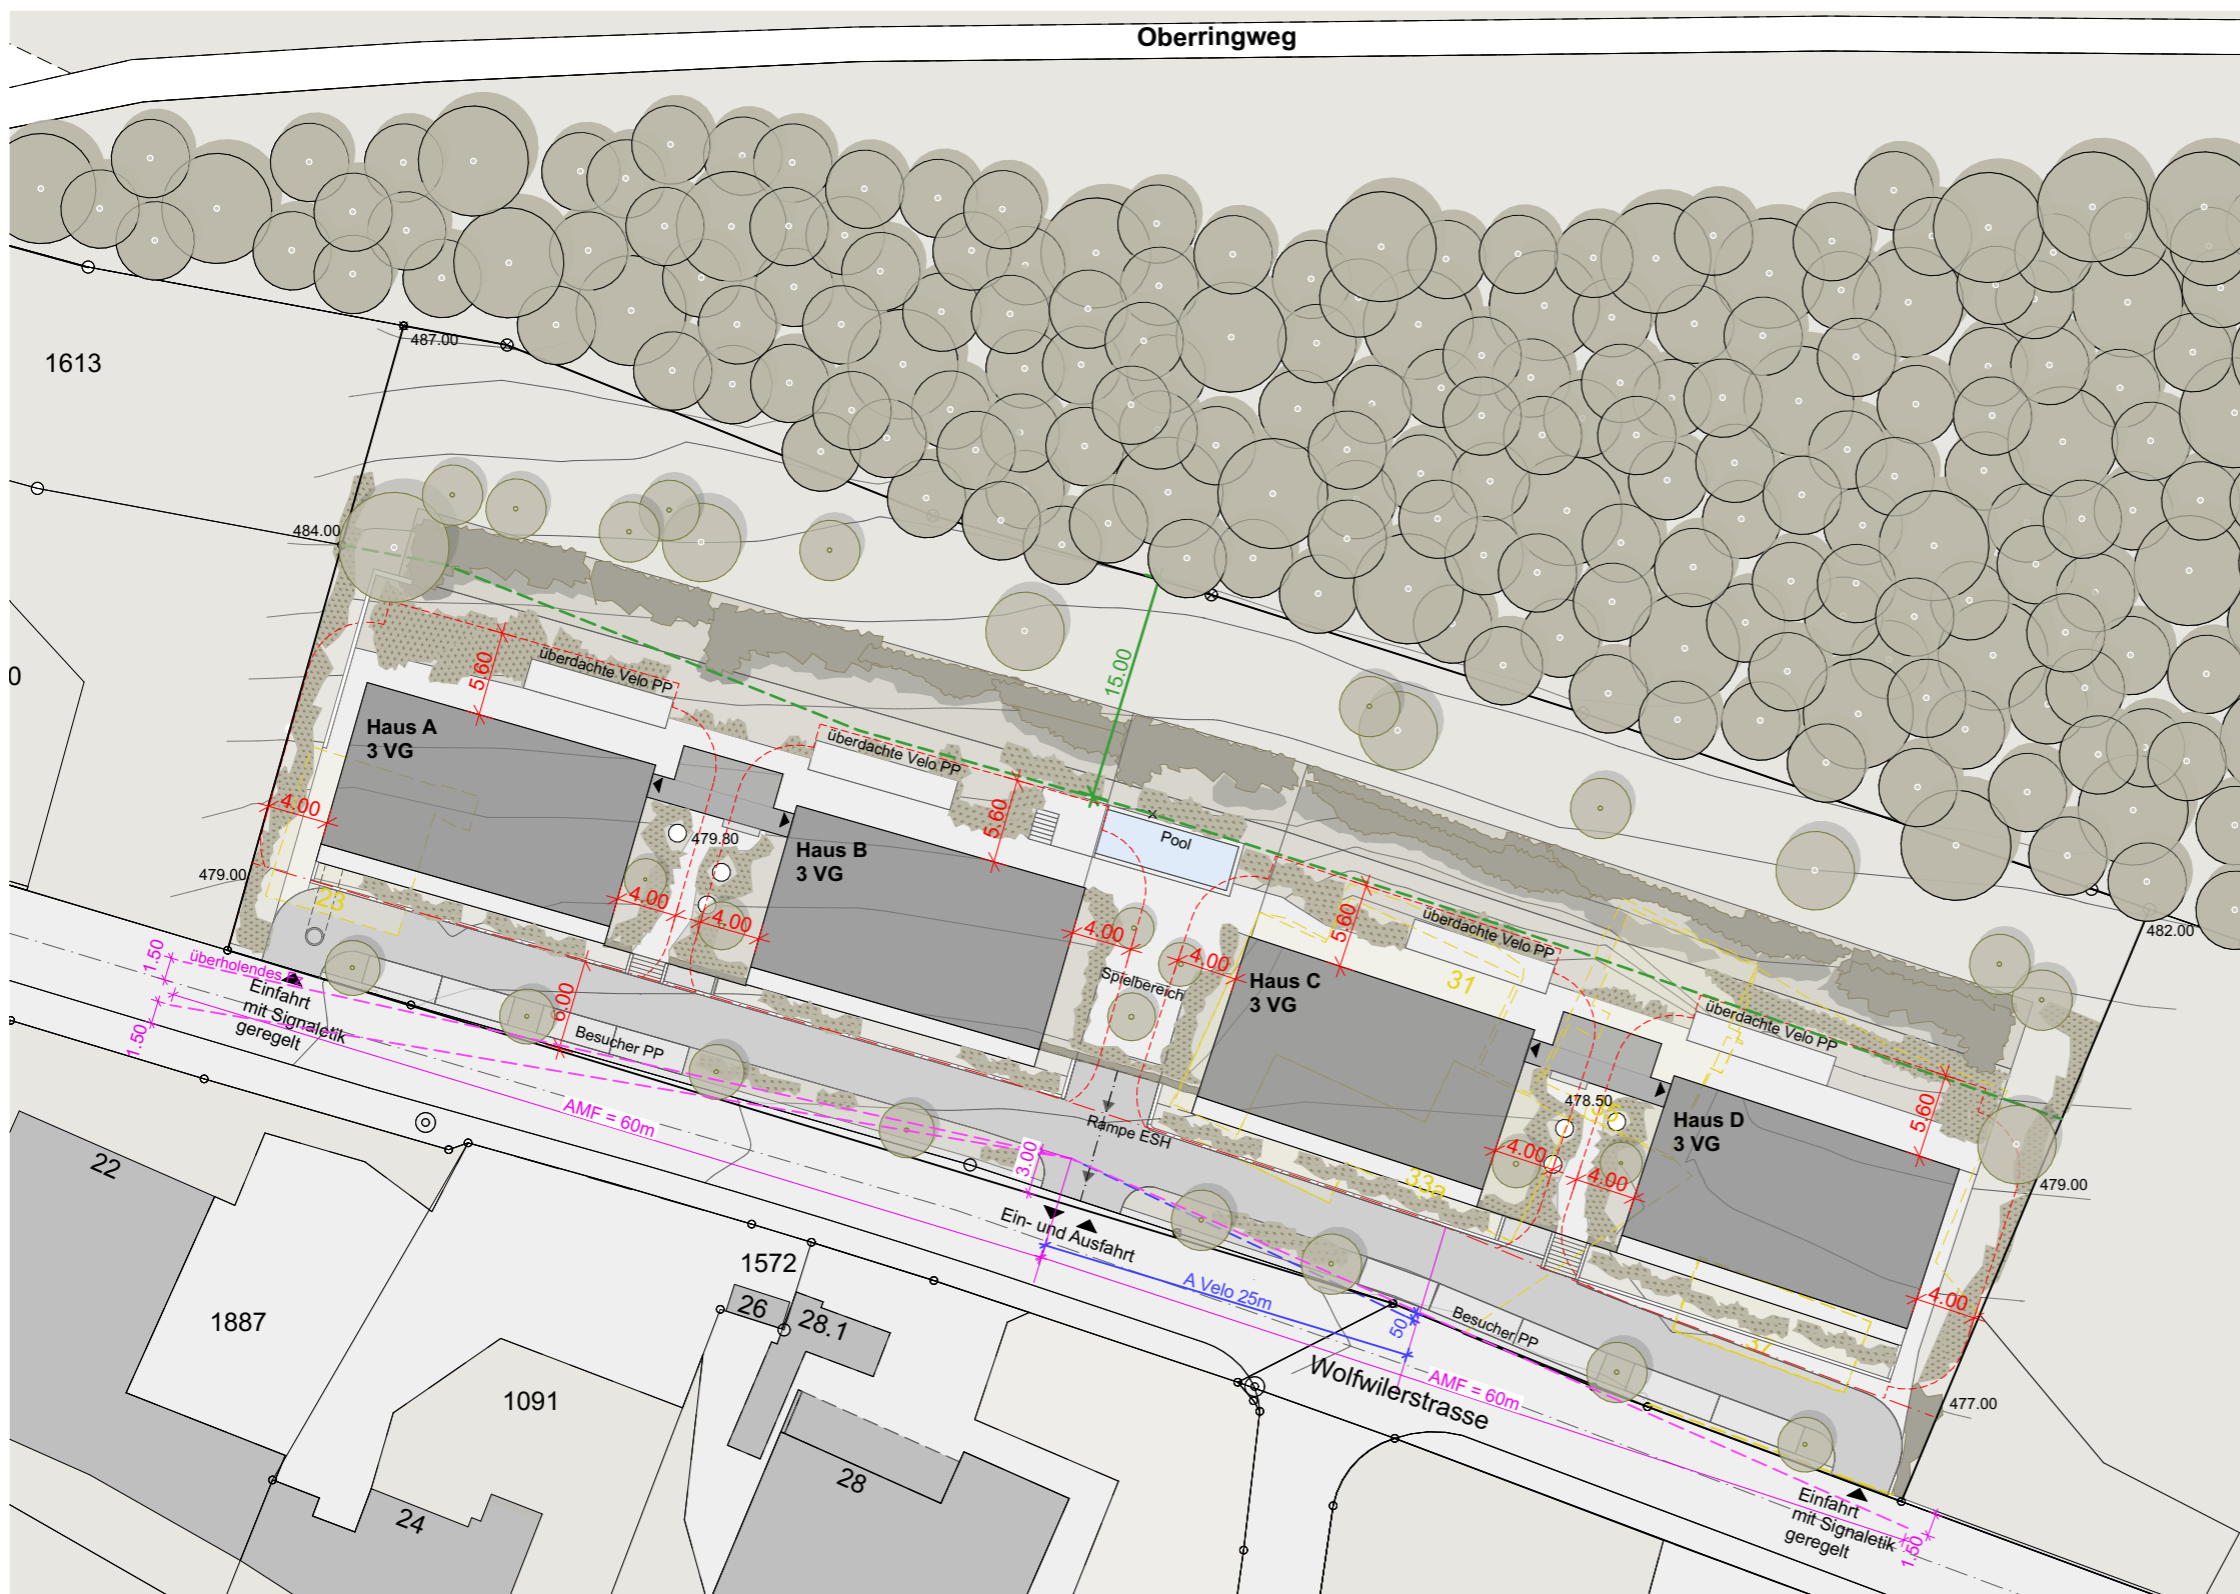 Oberringweg
1613
487.00
484.00
0
15.00
überdachte Velo PP
5.60
Haus A
3 VG
überdachte Velo PP
4.00
5.60
Pool
479.80
Haus B
3 VG
479.00
23
4.00
4.00
4.00
4.00
5.60
überdachte Velo PP
482.00
Spielbereich
Haus C
3 VG
31
1.50
überholendes
Einfahrt
mit Signaletik
geregelt
1.50
6.00
Besucher PP
überdachte Velo PP
5.60
478.50
Haus D
3 VG
AMF = 60m
Rampe ESH
3.00
4.00
4.00
33a
479.00
22
Ein- und Ausfahrt
1572
26
28.1
A Velo 25m
50
Besucher PP
4.00
37
1887
Wolfwilerstrasse
AMF = 60m
477.00
1091
28
24
Einfahrt
mit Signaletik
geregelt
1.50